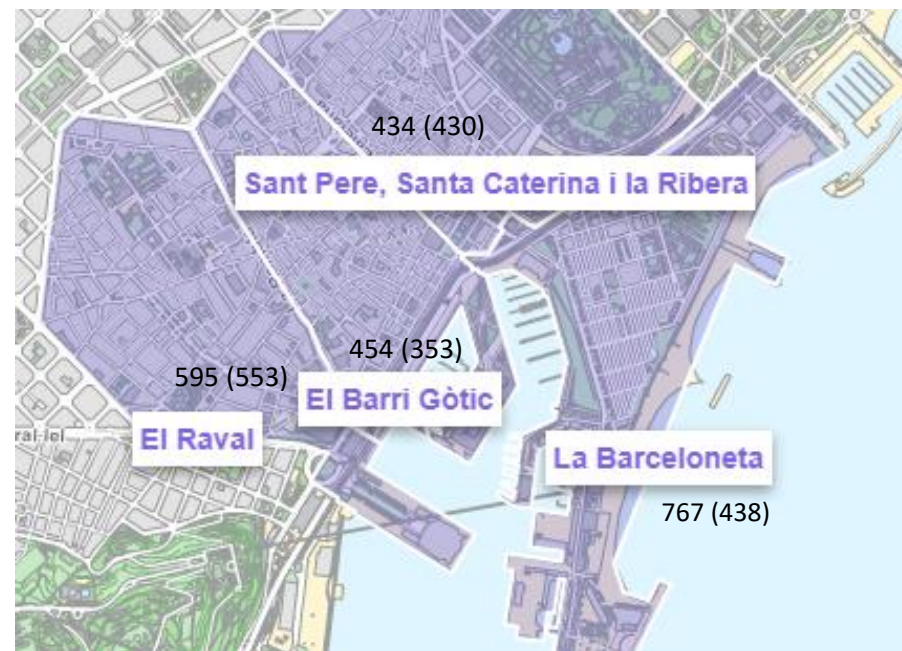 434 (430)
Sant Pere, Santa Caterina i la Ribera
454 (353)
595 (553)
El Barri Gòtic
El Raval
La Barceloneta
767 (438)